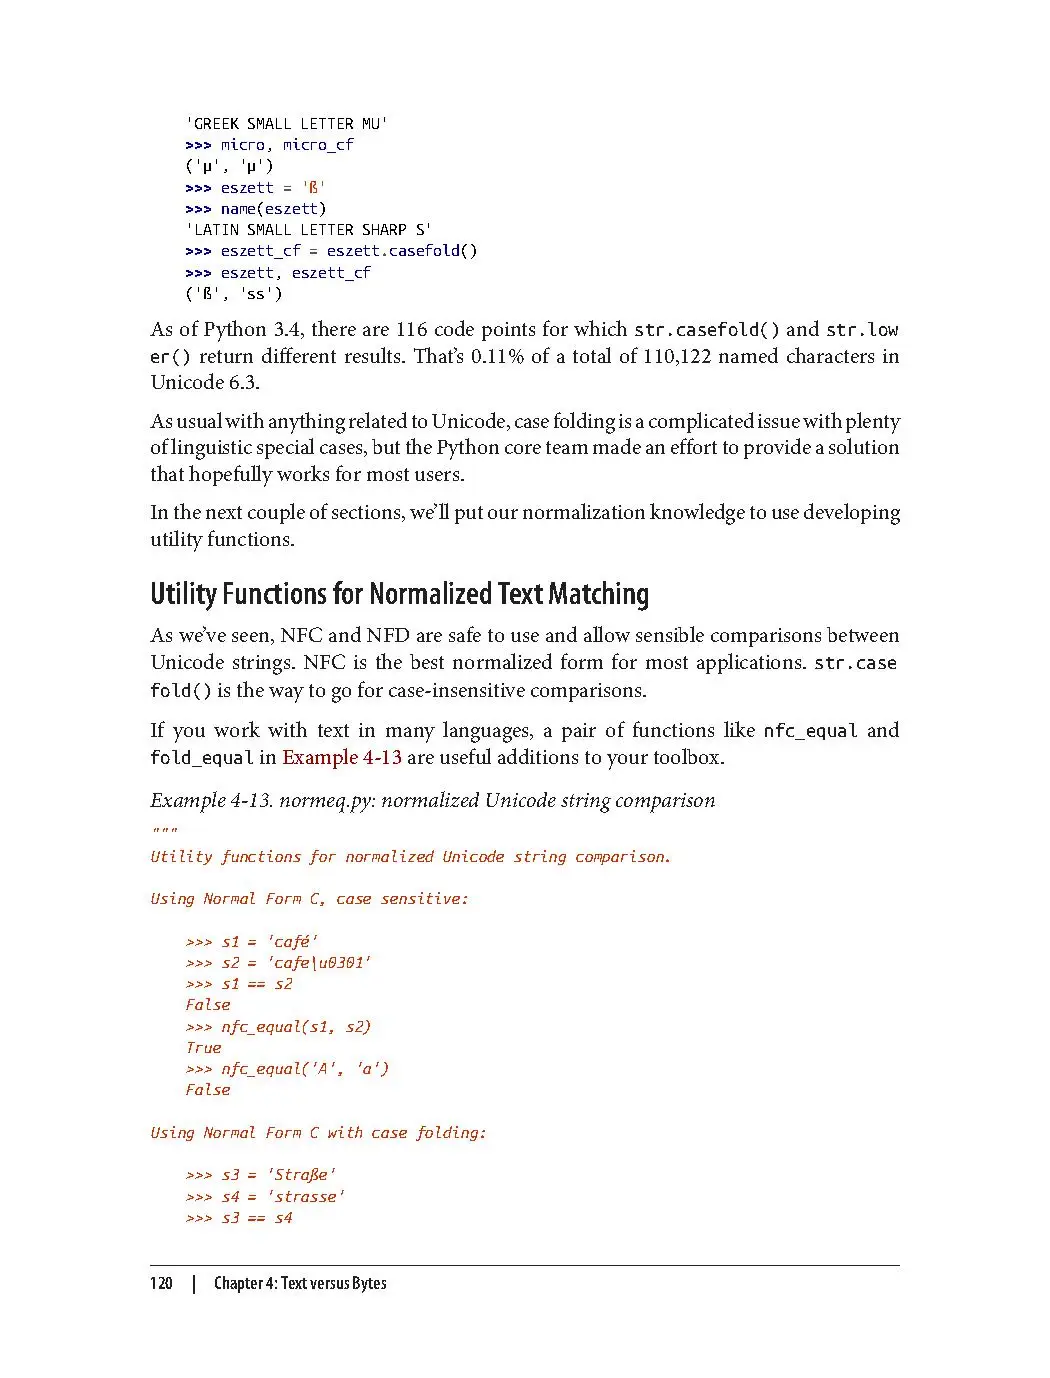 'GREEK SMALL LETTER MU'
>>> micro, micro_cf
('µ', 'μ')
>>> eszett = 'ß'
>>> name(eszett)
'LATIN SMALL LETTER SHARP S'
>>> eszett_cf = eszett.casefold()
>>> eszett, eszett_cf
('ß', 'ss')
As of Python 3.4, there are 116 code points for which str.casefold() and str.low
er() return different results. That’s 0.11% of a total of 110,122 named characters in
Unicode 6.3.
As usual with anything related to Unicode, case folding is a complicated issue with plenty
of linguistic special cases, but the Python core team made an effort to provide a solution
that hopefully works for most users.
In the next couple of sections, we’ll put our normalization knowledge to use developing
utility functions.
Utility Functions for Normalized Text Matching
As we’ve seen, NFC and NFD are safe to use and allow sensible comparisons between
Unicode strings. NFC is the best normalized form for most applications. str.case
fold() is the way to go for case-insensitive comparisons.
If you work with text in many languages, a pair of functions like nfc_equal and
fold_equal in Example 4-13 are useful additions to your toolbox.
Example 4-13. normeq.py: normalized Unicode string comparison
"""
Utility functions for normalized Unicode string comparison.
Using Normal Form C, case sensitive:
>>> s1 = 'café'
>>> s2 = 'cafe\u0301'
>>> s1 == s2
False
>>> nfc_equal(s1, s2)
True
>>> nfc_equal('A', 'a')
False
Using Normal Form C with case folding:
>>> s3 = 'Straße'
>>> s4 = 'strasse'
>>> s3 == s4
120 | Chapter 4: Text versus Bytes